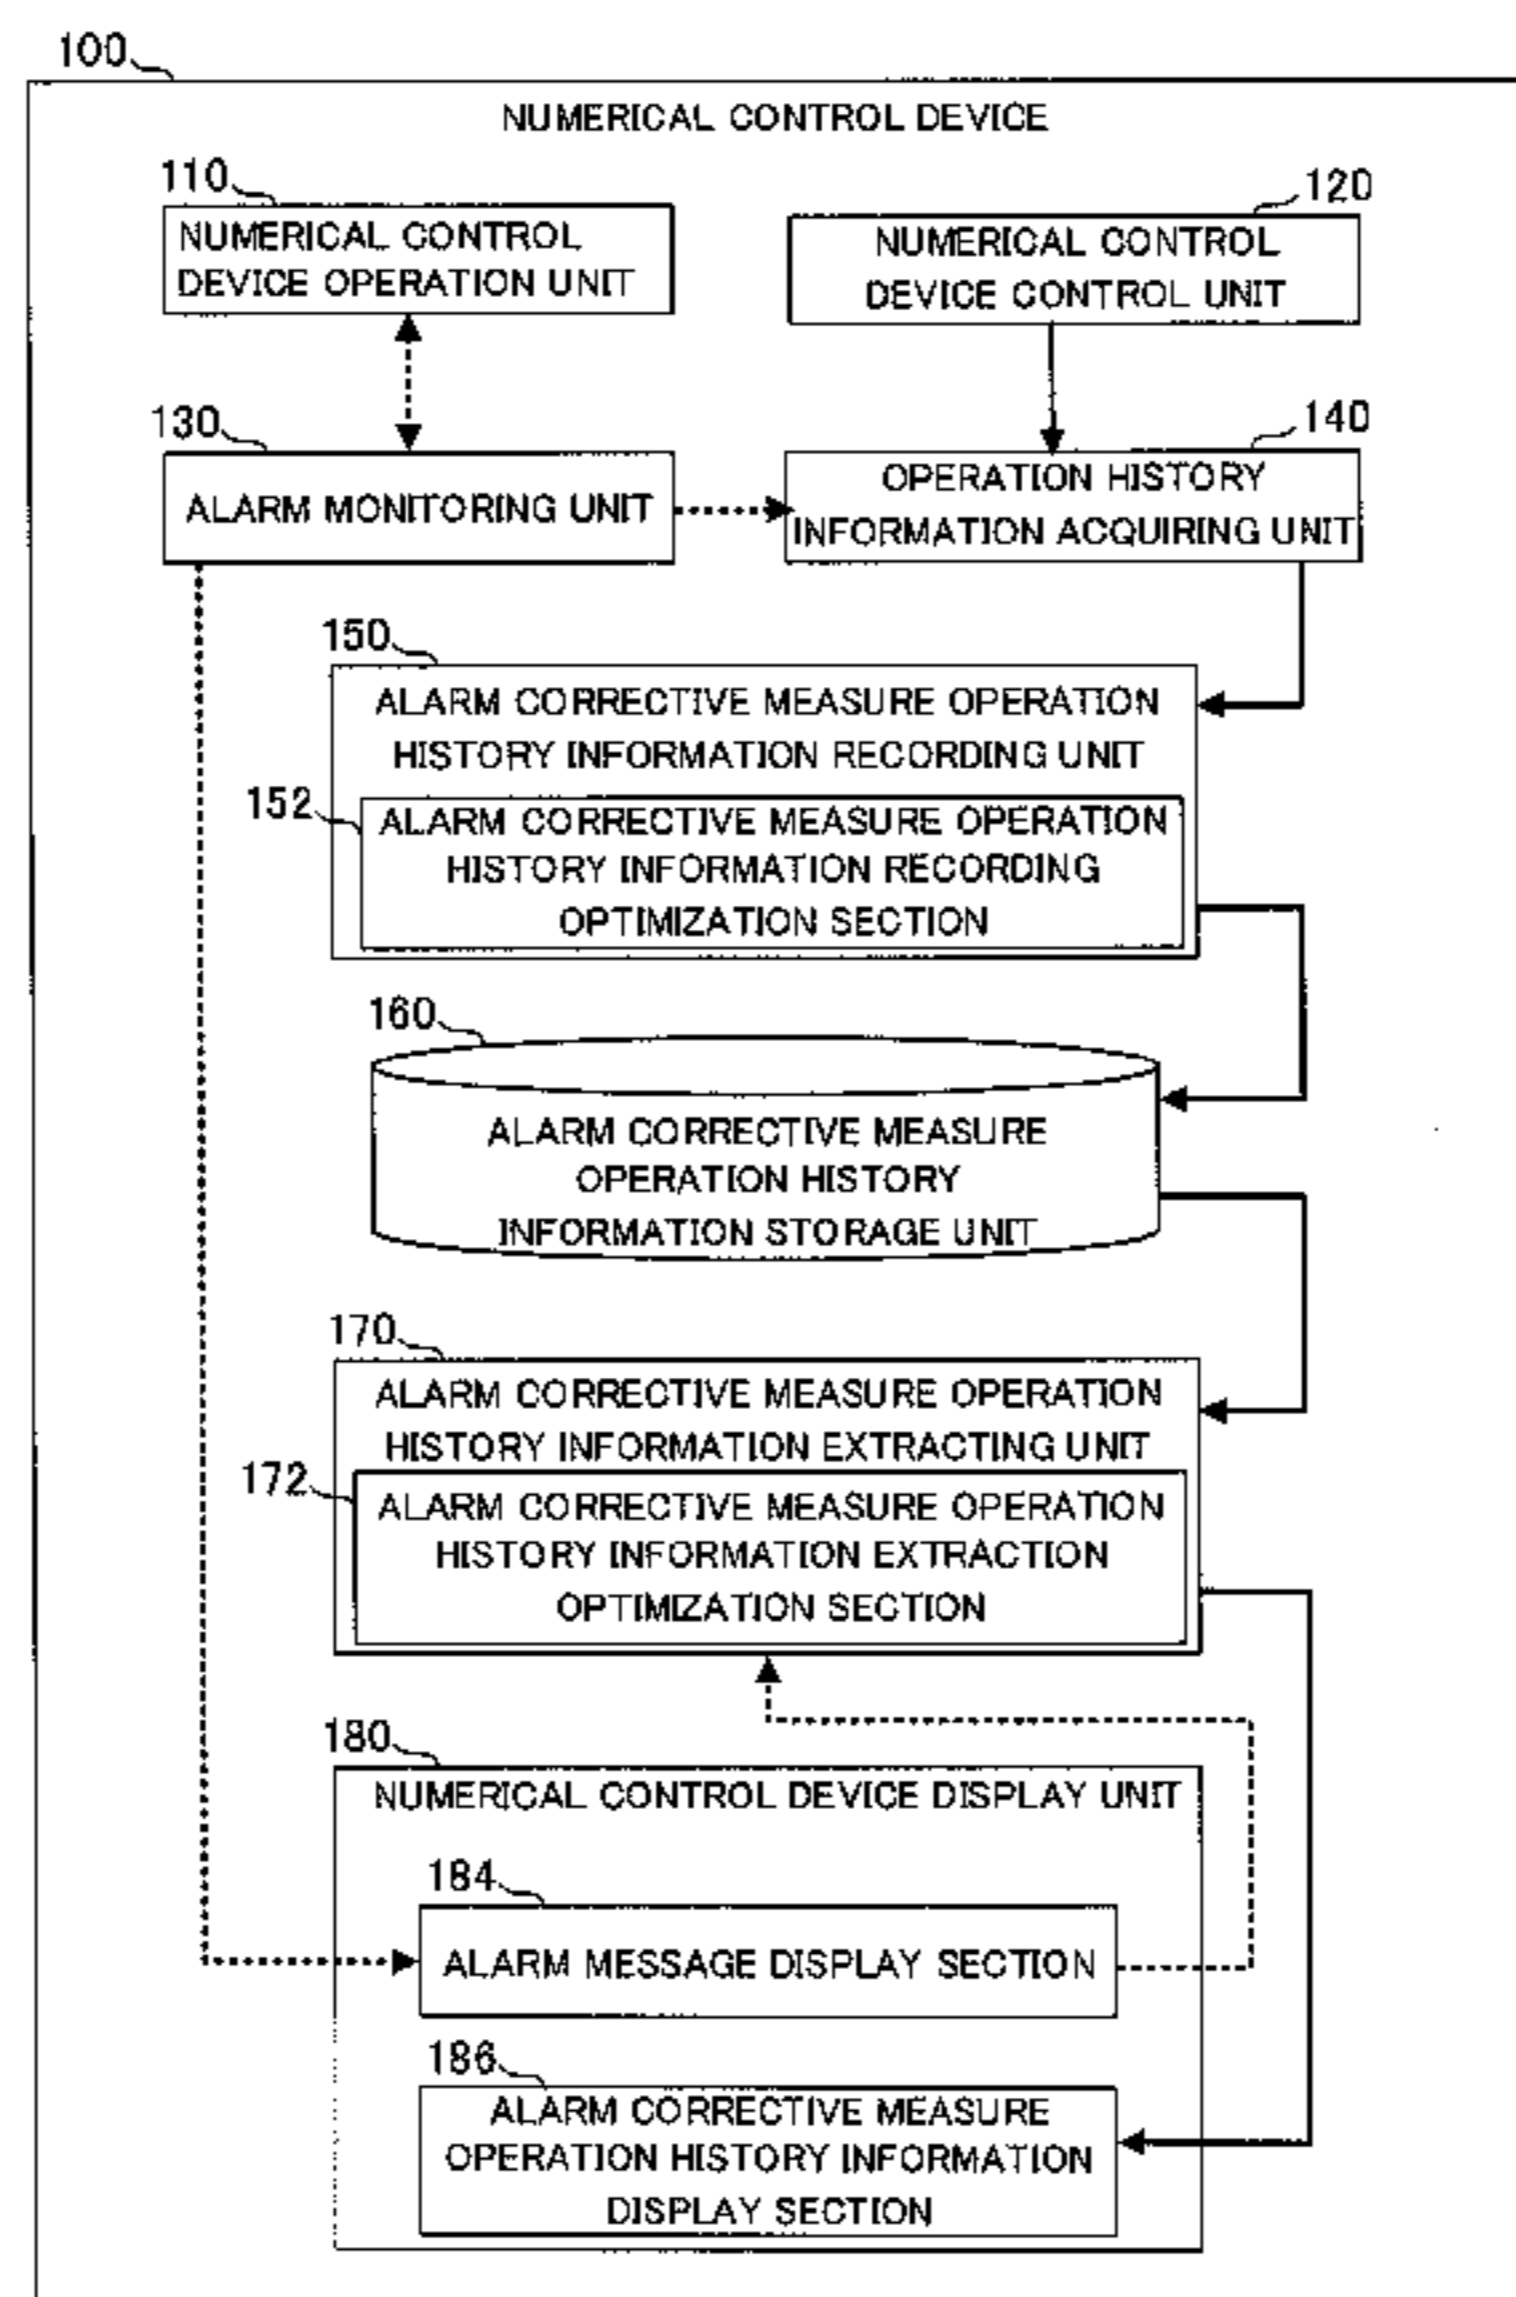 100
NUMERICAL CONTROL DEVICE
110
NUMERICAL CONTROL
DEVICE OPERATION UNIT
120
NUMERICAL CONTROL
DEVICE CONTROL UNIT
130
ALARM MONITORING UNIT
140
OPERATION HISTORY
INFORMATION ACQUIRING UNIT
150
ALARM CORRECTIVE MEASURE OPERATION
HISTORY INFORMATION RECORDING UNIT
152
ALARM CORRECTIVE MEASURE OPERATION
HISTORY INFORMATION RECORDING
OPTIMIZATION SECTION
160
ALARM CORRECTIVE MEASURE
OPERATION HISTORY
INFORMATION STORAGE UNIT
170
ALARM CORRECTIVE MEASURE OPERATION
HISTORY INFORMATION EXTRACTING UNIT
172
ALARM CORRECTIVE MEASURE OPERATION
HISTORY INFORMATION EXTRACTION
OPTIMIZATION SECTION
180
NUMERICAL CONTROL DEVICE DISPLAY UNIT
184
ALARM MESSAGE DISPLAY SECTION
186
ALARM CORRECTIVE MEASURE
OPERATION HISTORY INFORMATION
DISPLAY SECTION